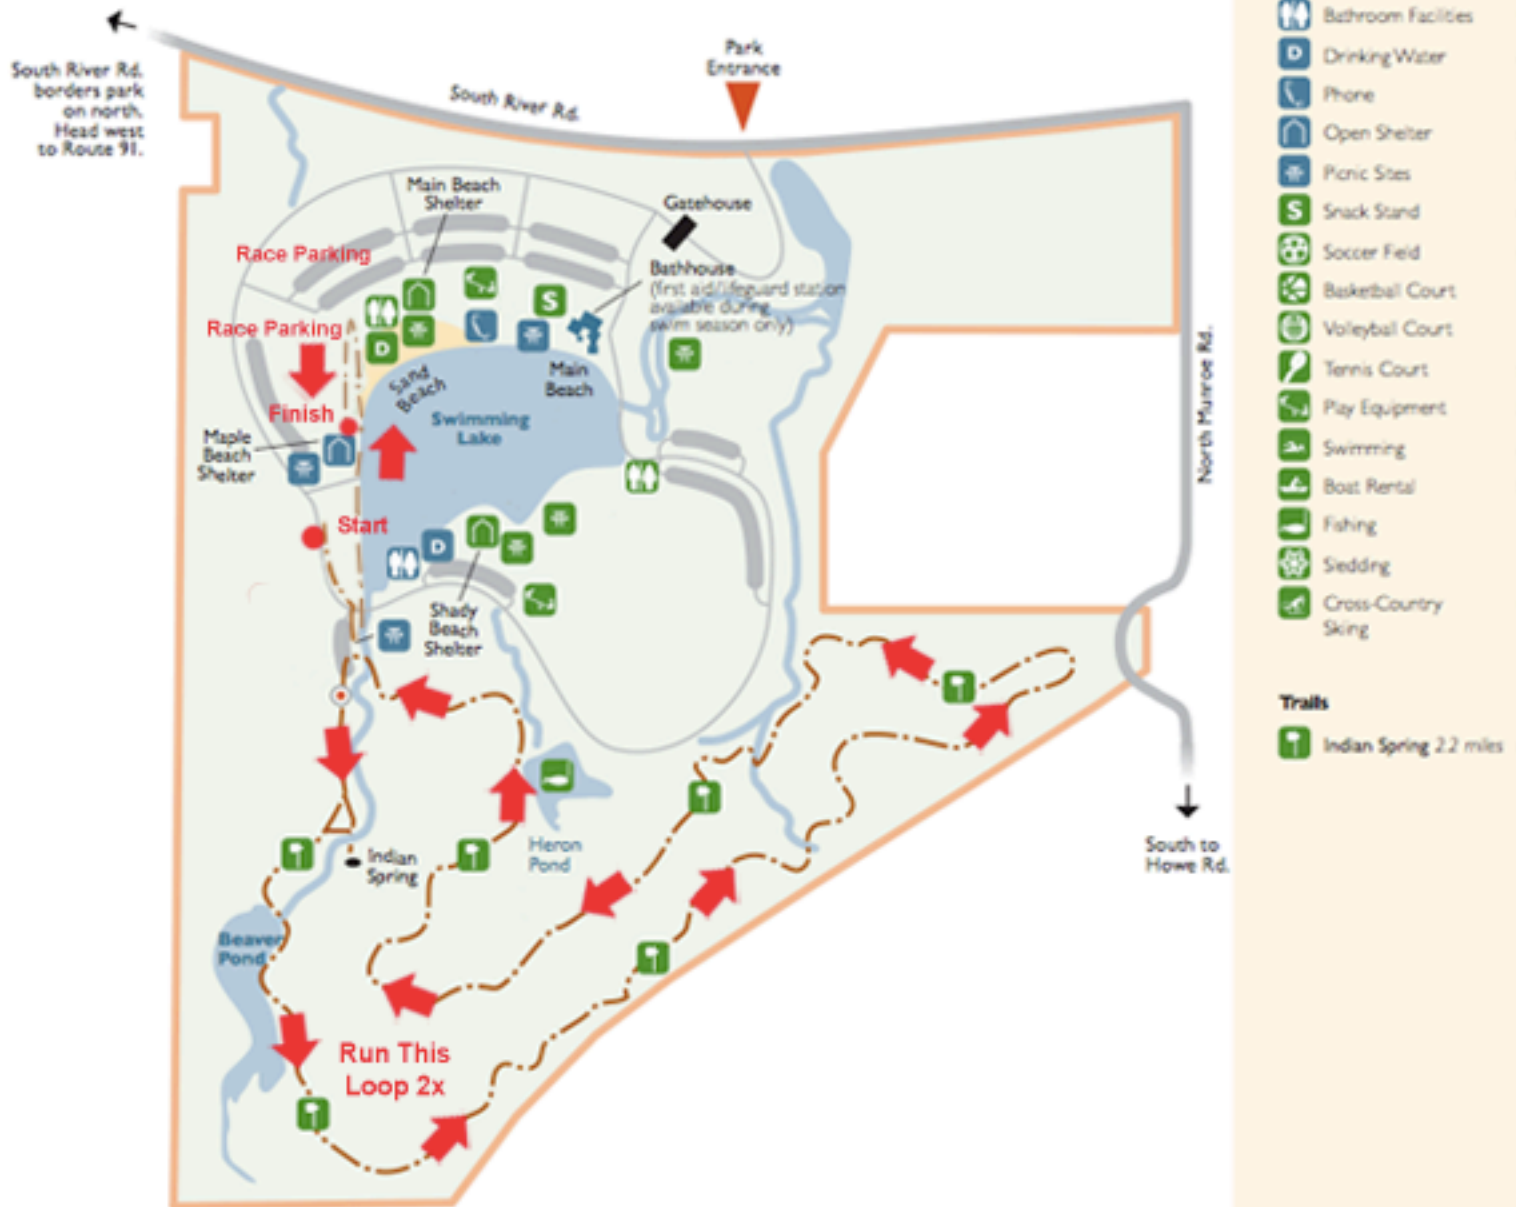 South River Rd.
borders park
on north.
Head west
to Route 91.
South River Rd.
Park
Entrance
Main Beach
Shelter
Gatehouse
Race Parking
Bathhouse
(first aid/lifeguard station
available during
swim season only)
S
Race Parking
D
Sand
Beach
Main
Beach
Finish
Swimming
Lake
Maple
Beach
Shelter
Start
D
Shady
Beach
Shelter
North Munroe Rd.
Indian
Spring
Heron
Pond
South to
Howe Rd.
Beaver
Pond
Run This
Loop 2x
Bathroom Facilities
D Drinking Water
Phone
Open Shelter
Picnic Sites
S Snack Stand
Soccer Field
Basketball Court
Volleyball Court
Tennis Court
Play Equipment
Swimming
Boat Rental
Fishing
Sledding
Cross-Country
Skiing
Trails
Indian Spring 2.2 miles